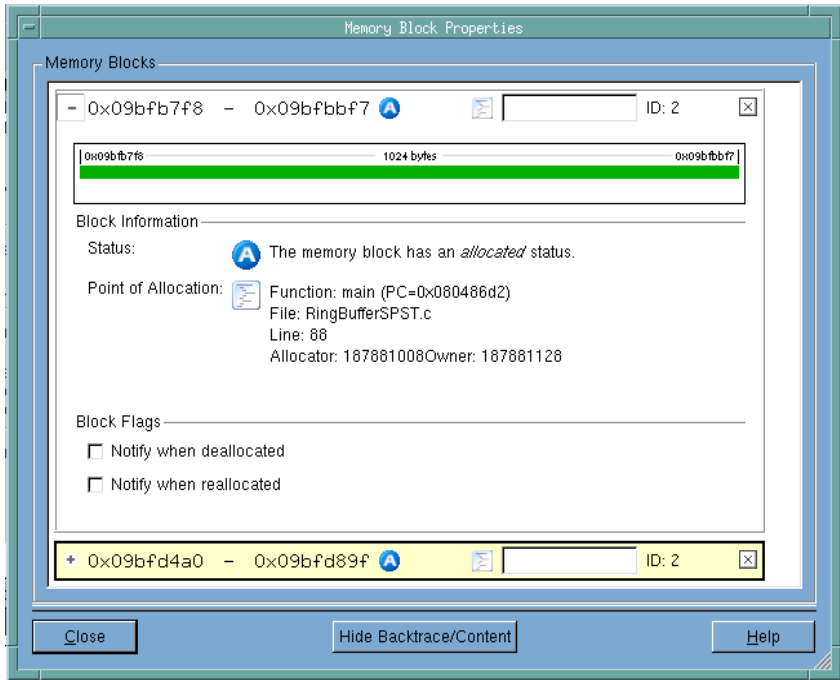 Memory Block Properties
Memory Blocks
- 0x09bfb7f8 - 0x09bfbbf7 A ID: 2
0x09bfb7f8 1024 bytes 0x09bfbbf7
Block Information
Status: A The memory block has an allocated status.
Point of Allocation: Function: main (PC=0x080486d2)
File: RingBufferSPST.c
Line: 88
Allocator: 187881008Owner: 187881128
Block Flags
Notify when deallocated
Notify when reallocated
+ 0x09bfd4a0 - 0x09bfd89f A ID: 2
Close Hide Backtrace/Content Help